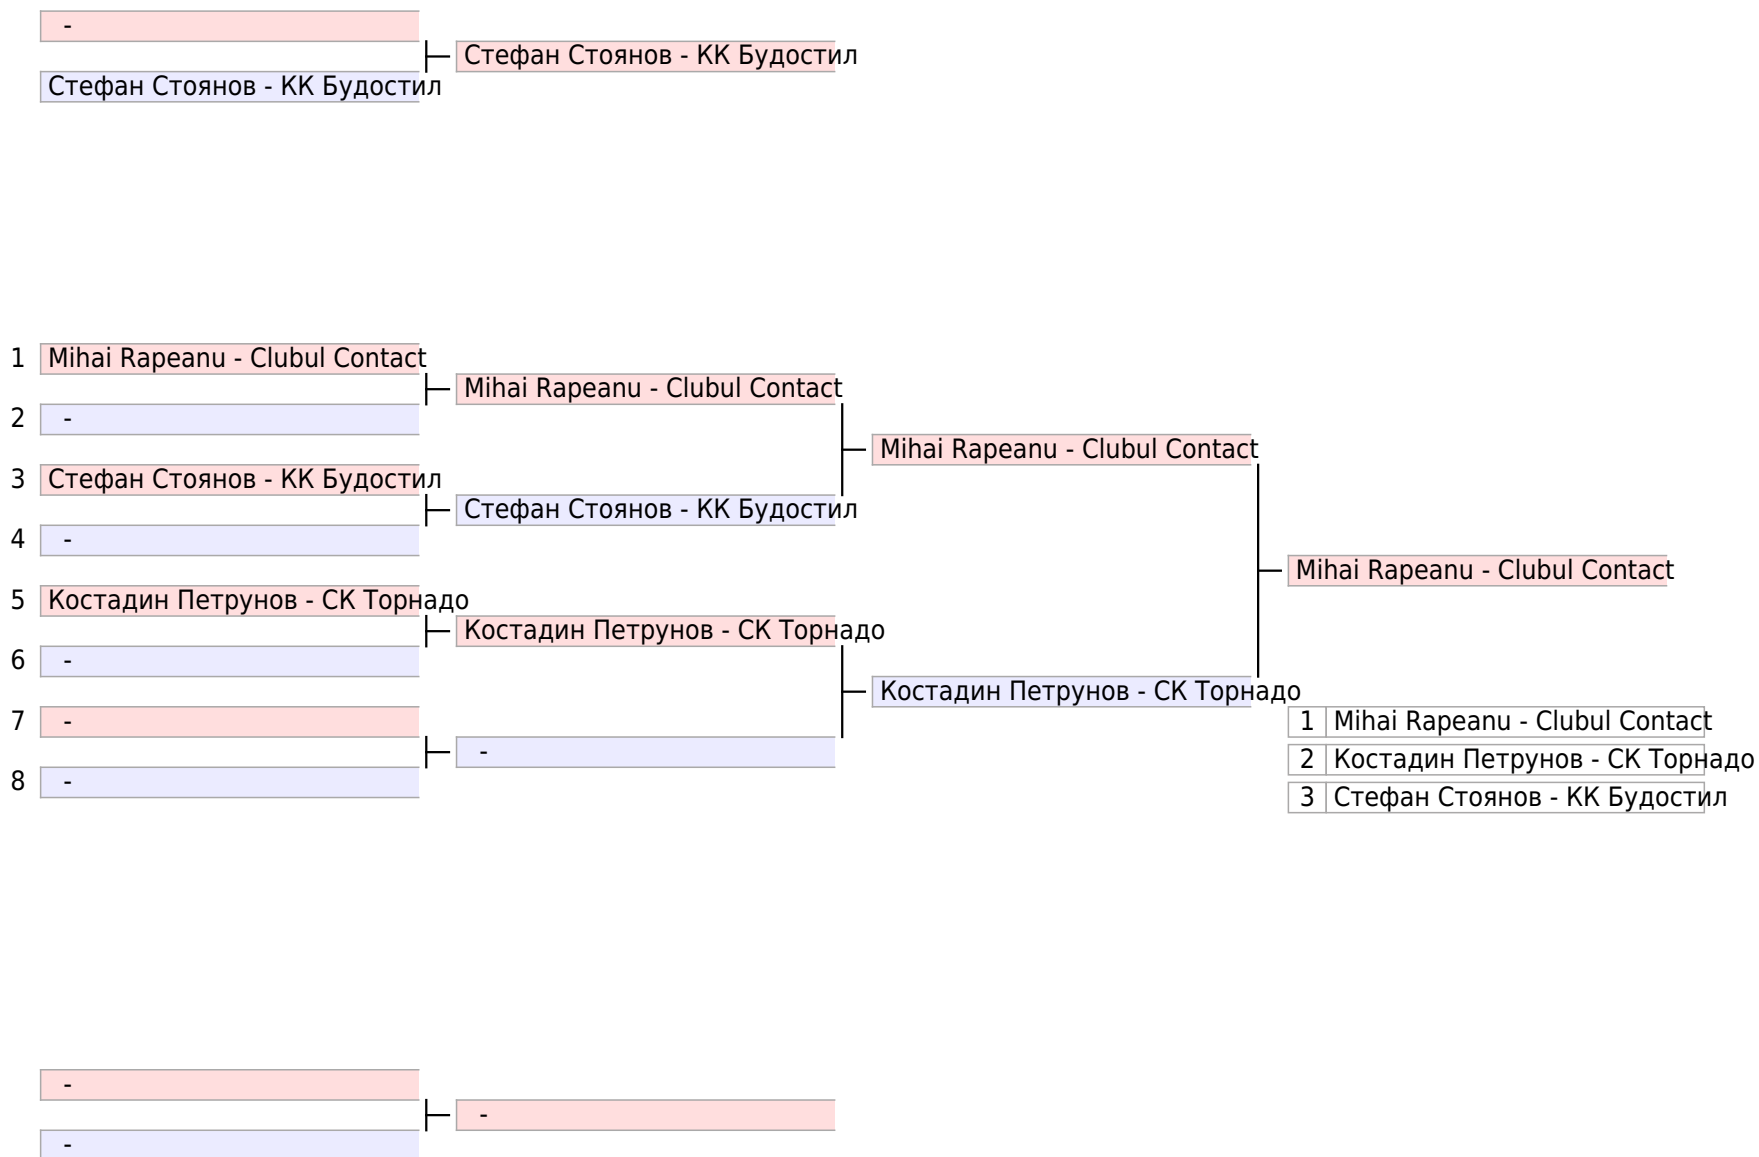 -
Стефан Стоянов - КК Будостил
Стефан Стоянов - КК Будостил
1 Mihai Rapeanu - Clubul Contact
Mihai Rapeanu - Clubul Contact
2 -
Mihai Rapeanu - Clubul Contact
3 Стефан Стоянов - КК Будостил
Стефан Стоянов - КК Будостил
4 -
Mihai Rapeanu - Clubul Contact
5 Костадин Петрунов - СК Торнадо
Костадин Петрунов - СК Торнадо
6 -
Костадин Петрунов - СК Торнадо
7 -
1 Mihai Rapeanu - Clubul Contact
-
2 Костадин Петрунов - СК Торнадо
8 -
3 Стефан Стоянов - КК Будостил
-
-
-